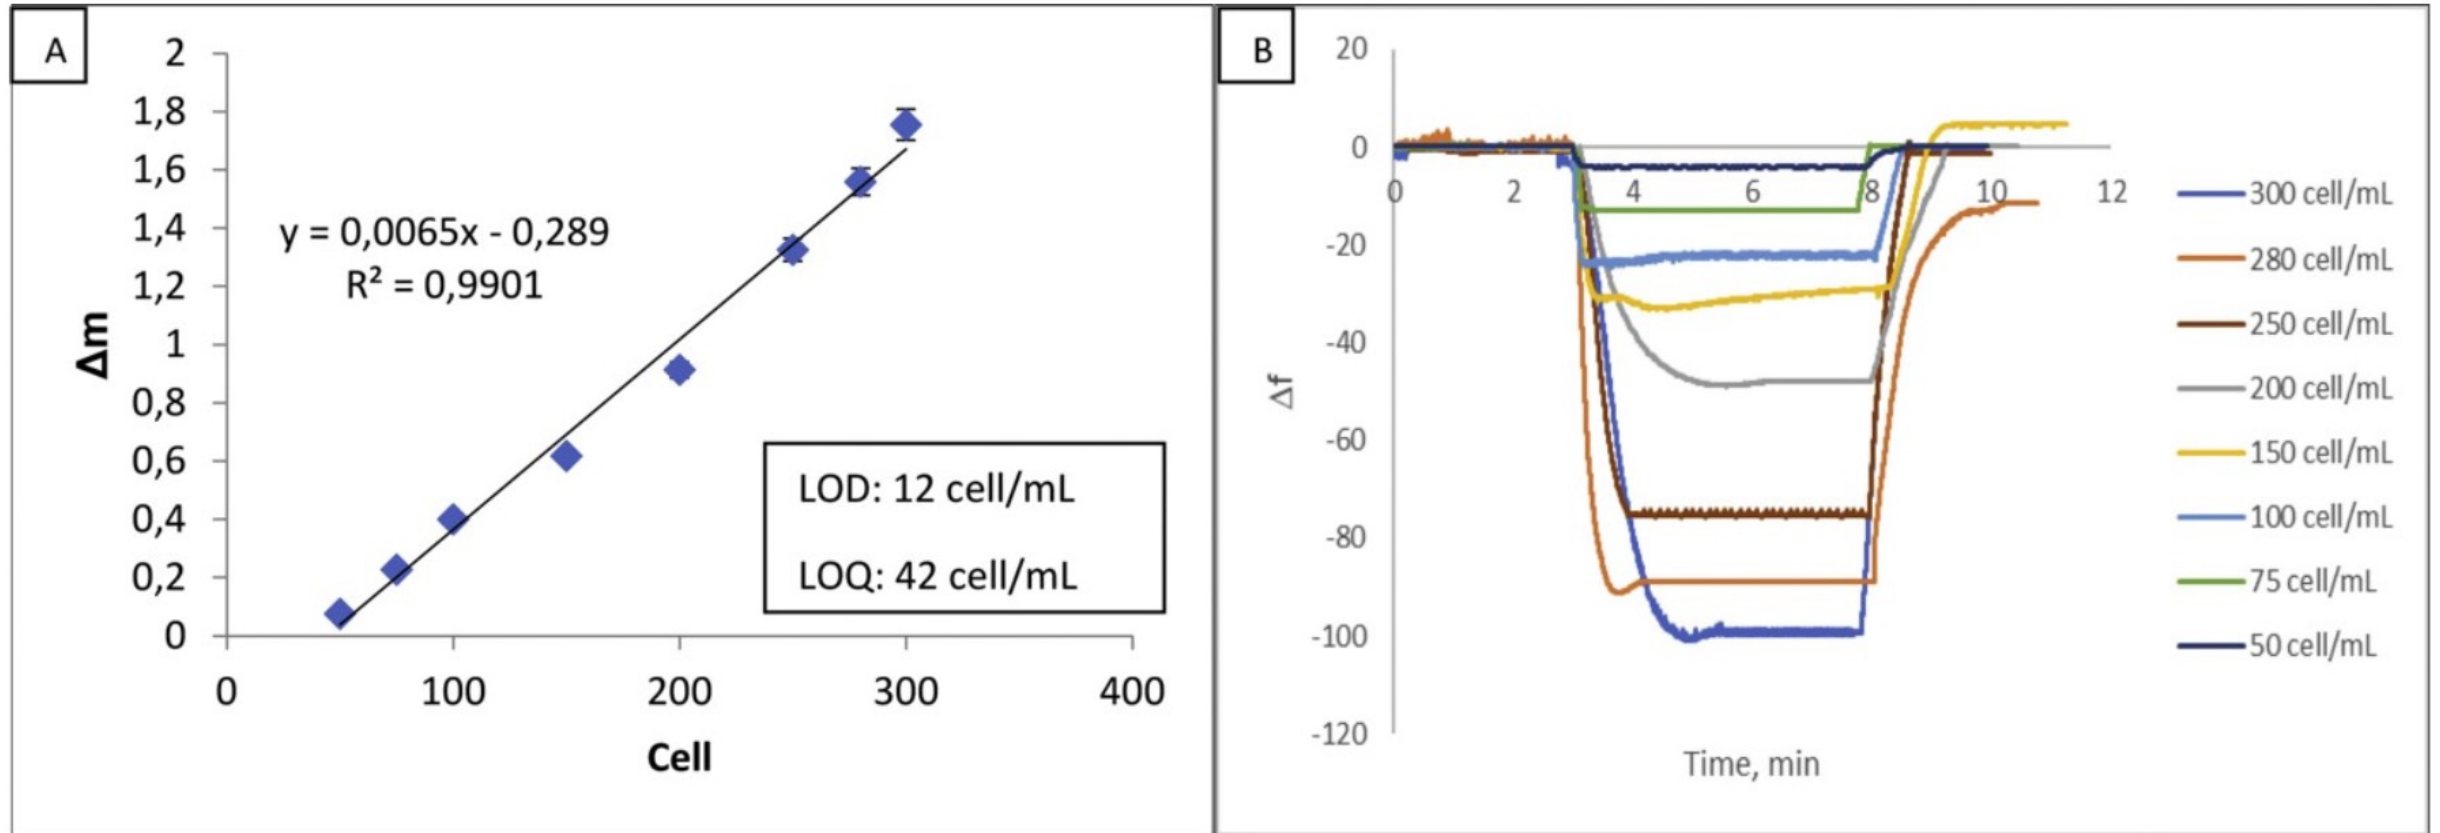 A
2
1,8
1,6
1,4
1,2
1
0,8
0,6
0,4
0,2
0
Δm
y = 0,0065x - 0,289
R² = 0,9901
LOD: 12 cell/mL
LOQ: 42 cell/mL
0 100 200 300 400
Cell
B
20
0
-20
-40
-60
-80
-100
-120
Δf
0 2 4 6 8 10 12
Time, min
300 cell/mL
280 cell/mL
250 cell/mL
200 cell/mL
150 cell/mL
100 cell/mL
75 cell/mL
50 cell/mL